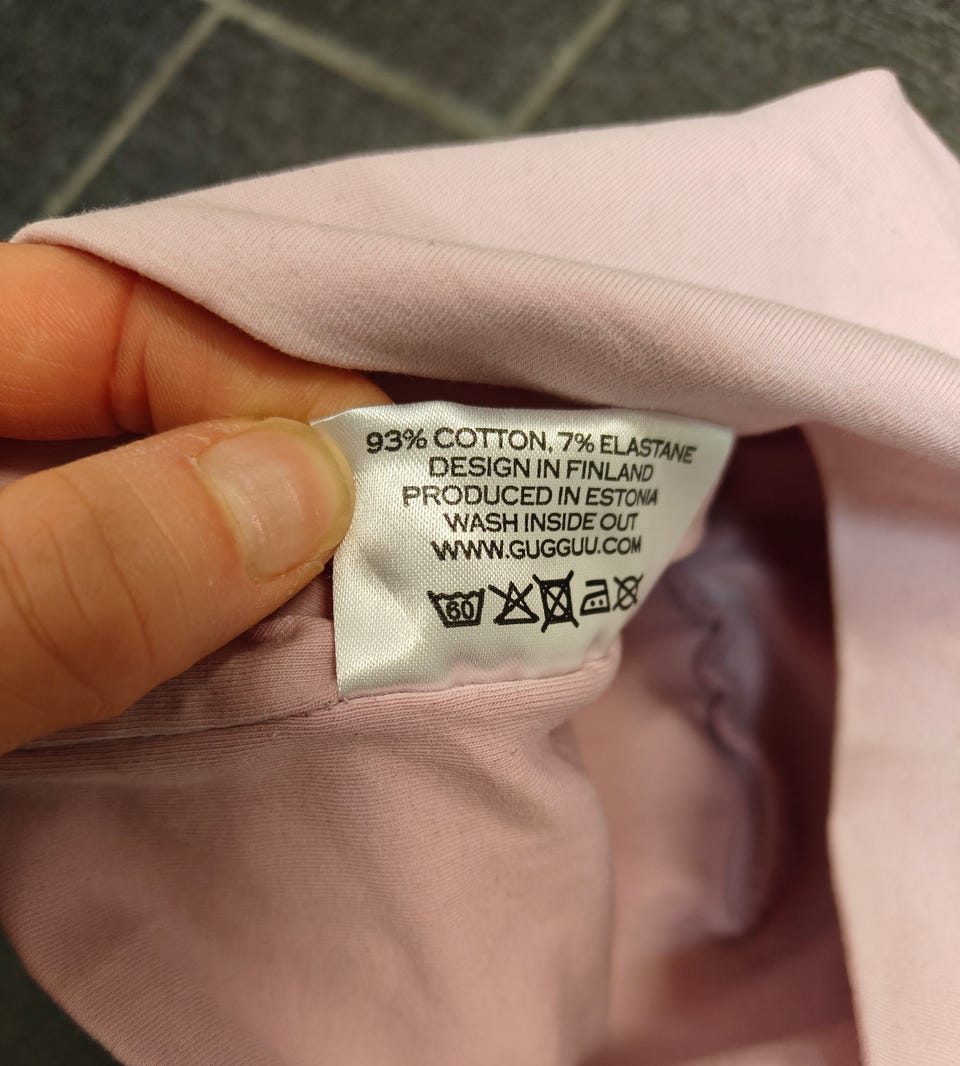 93% COTTON, 7% ELASTANE
DESIGN IN FINLAND
PRODUCED IN ESTONIA
WASH INSIDE OUT
WWW.GUGGUU.COM
60